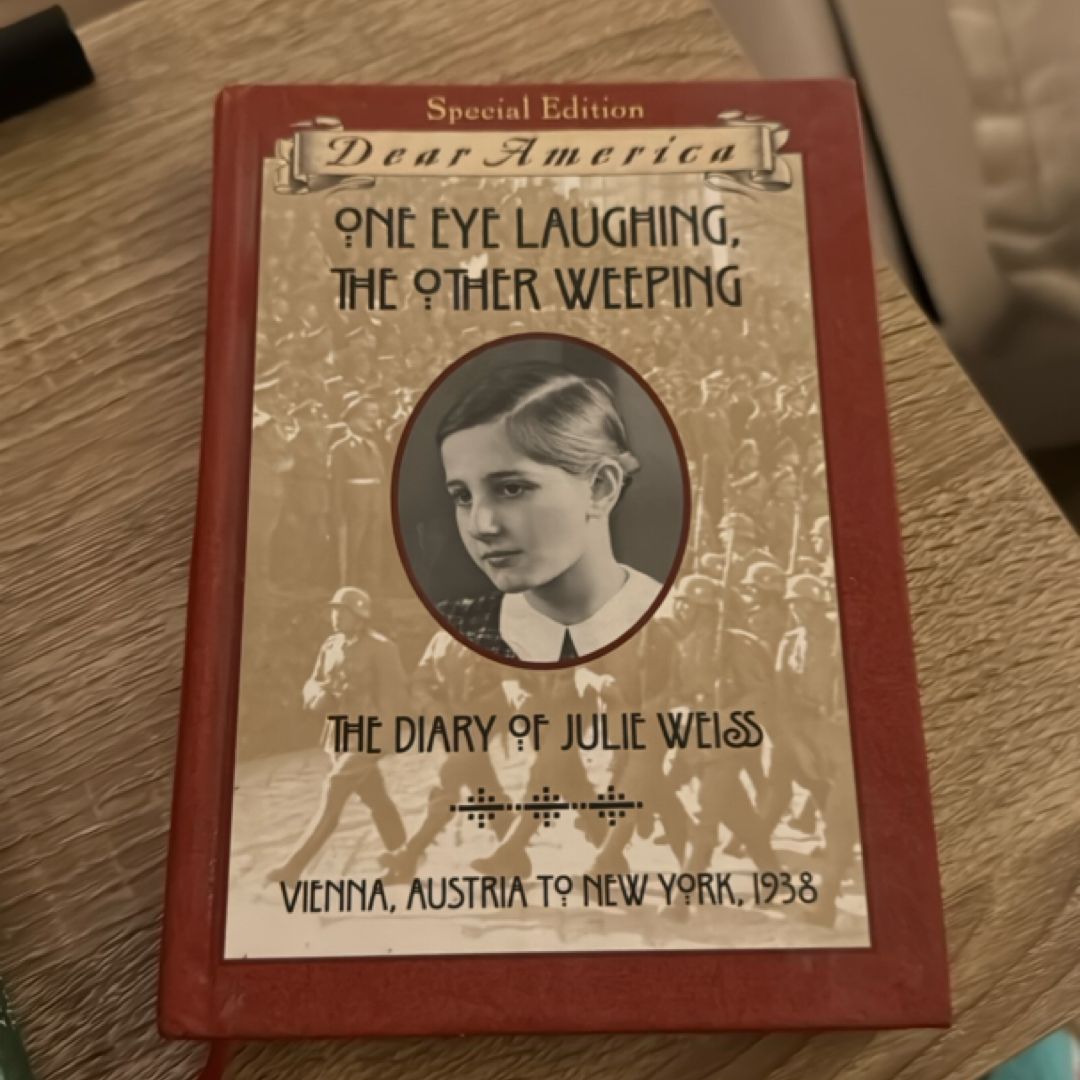 Special Edition
Dear America
ONE EYE LAUGHING,
THE OTHER WEEPING
THE DIARY OF JULIE WEISS
VIENNA, AUSTRIA TO NEW YORK, 1938